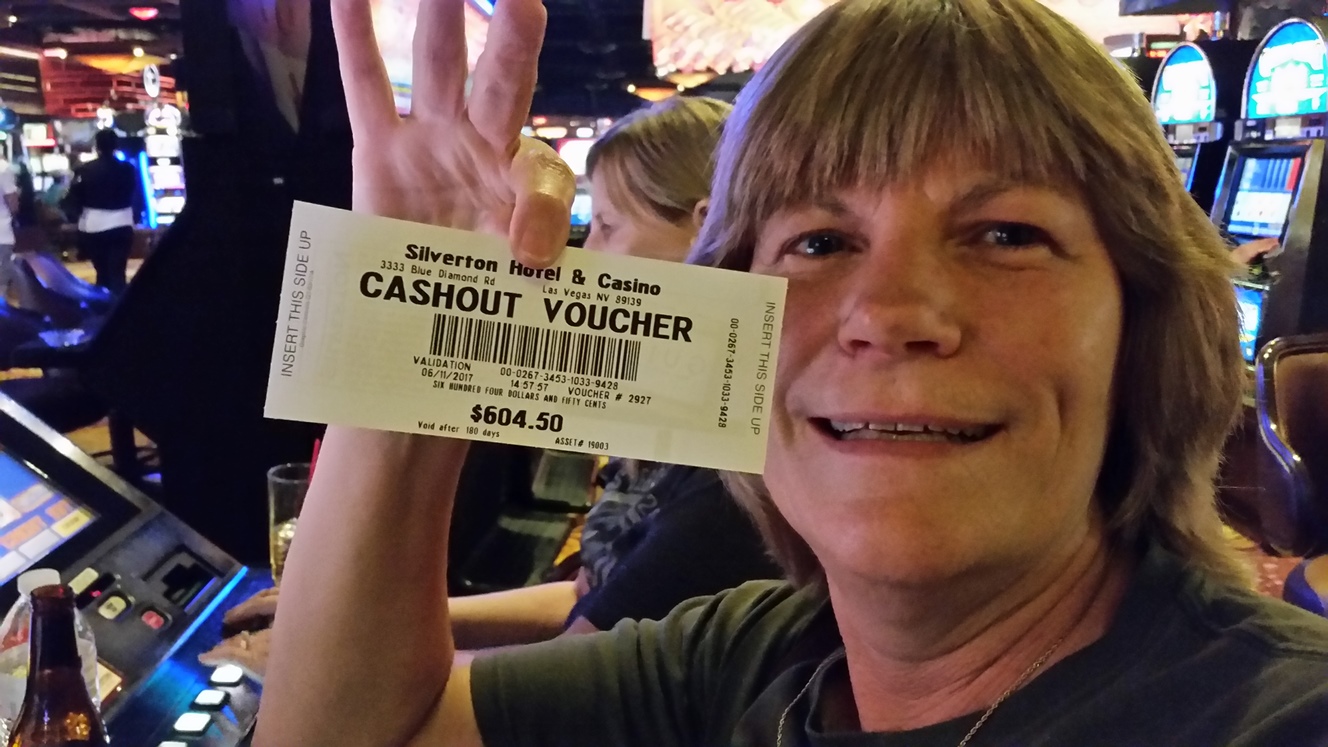 INSERT THIS SIDE UP
Silverton Hotel & Casino
3333 Blue Diamond Rd Las Vegas NV 89139
CASHOUT VOUCHER
VALIDATION 00-0267-3453-1033-9428
06/11/2017 14:57:57 VOUCHER # 2927
SIX HUNDRED FOUR DOLLARS AND FIFTY CENTS
$604.50
Void after 180 days ASSET# 19003
00-0267-3453-1033-9428
INSERT THIS SIDE UP